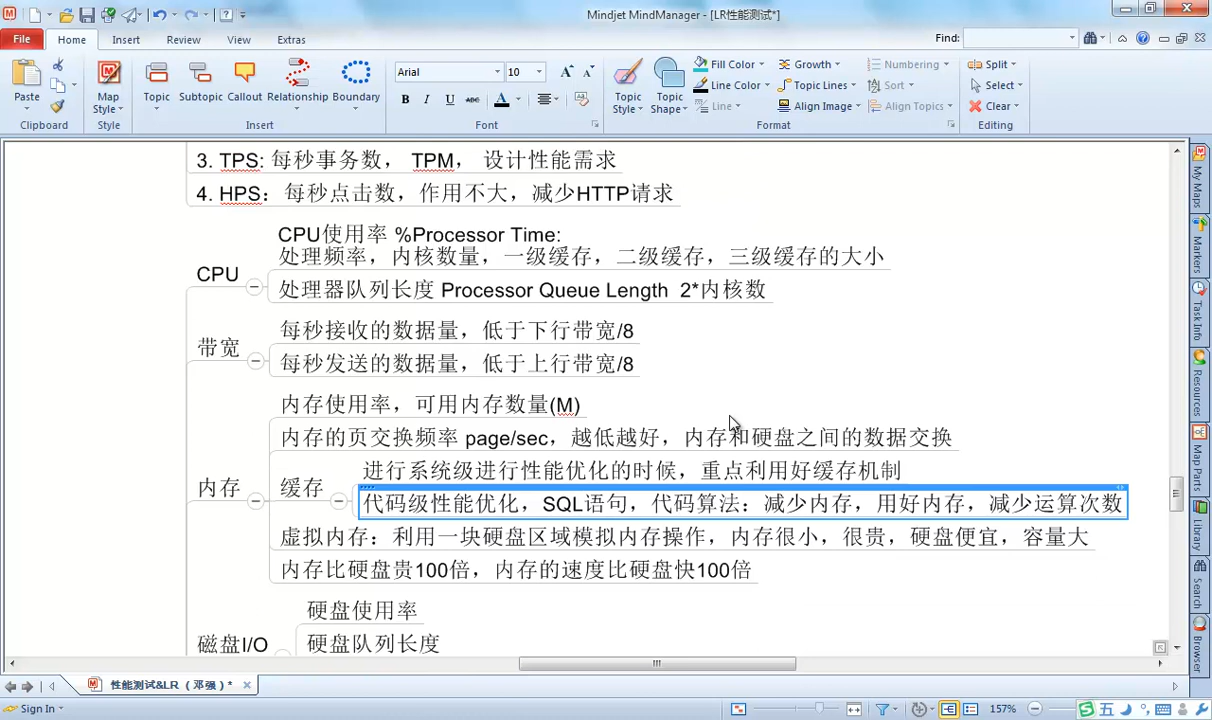 Mindjet MindManager - [LR性能测试*]
File Home Insert Review View Extras Find:
Paste
Map Style
Topic Subtopic Callout Relationship Boundary
Arial 10
B I U abc A
Topic Style
Topic Shape
Fill Color
Line Color
Line
Growth
Topic Lines
Align Image
Numbering
Sort
Align Topics
Split
Select
Clear
Clipboard Style Insert Font Format Editing
3. TPS: 每秒事务数， TPM， 设计性能需求
4. HPS：每秒点击数，作用不大，减少HTTP请求
CPU
CPU使用率 %Processor Time:
处理频率，内核数量，一级缓存，二级缓存，三级缓存的大小
处理器队列长度 Processor Queue Length 2*内核数
带宽
每秒接收的数据量，低于下行带宽/8
每秒发送的数据量，低于上行带宽/8
内存
内存使用率，可用内存数量(M)
内存的页交换频率 page/sec，越低越好，内存和硬盘之间的数据交换
缓存
进行系统级进行性能优化的时候，重点利用好缓存机制
代码级性能优化，SQL语句，代码算法：减少内存，用好内存，减少运算次数
虚拟内存：利用一块硬盘区域模拟内存操作，内存很小，很贵，硬盘便宜，容量大
内存比硬盘贵100倍，内存的速度比硬盘快100倍
磁盘I/O
硬盘使用率
硬盘队列长度
My Maps
Markers
Task Info
Resources
Map Parts
Library
Search
Browser
性能测试&LR （邓强）*
Sign In
157%
五